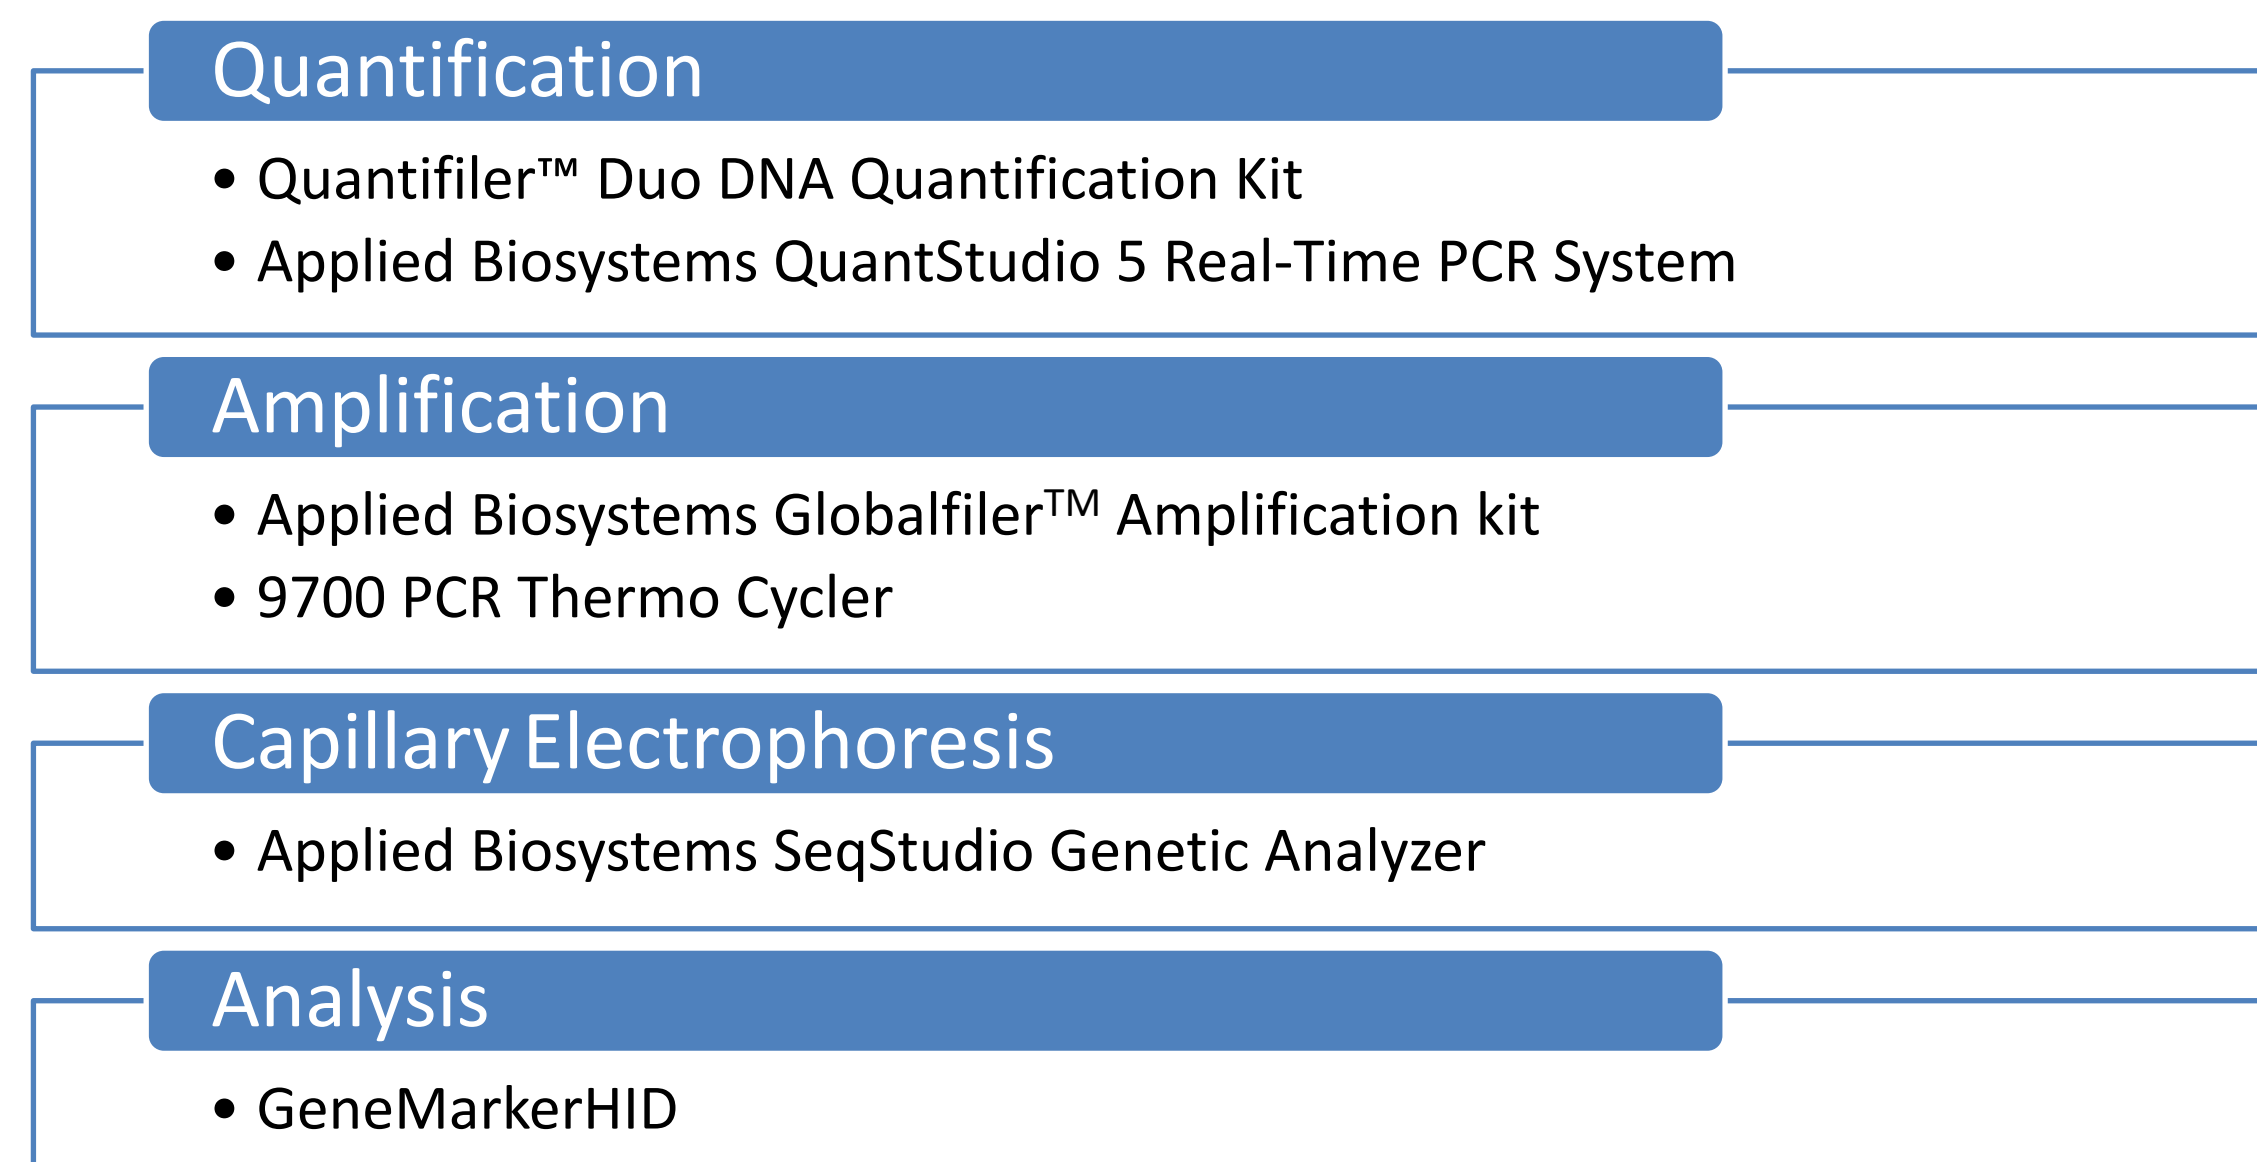 Quantification
• Quantifiler™ Duo DNA Quantification Kit
• Applied Biosystems QuantStudio 5 Real-Time PCR System
Amplification
• Applied Biosystems Globalfiler™ Amplification kit
• 9700 PCR Thermo Cycler
Capillary Electrophoresis
• Applied Biosystems SeqStudio Genetic Analyzer
Analysis
• GeneMarkerHID